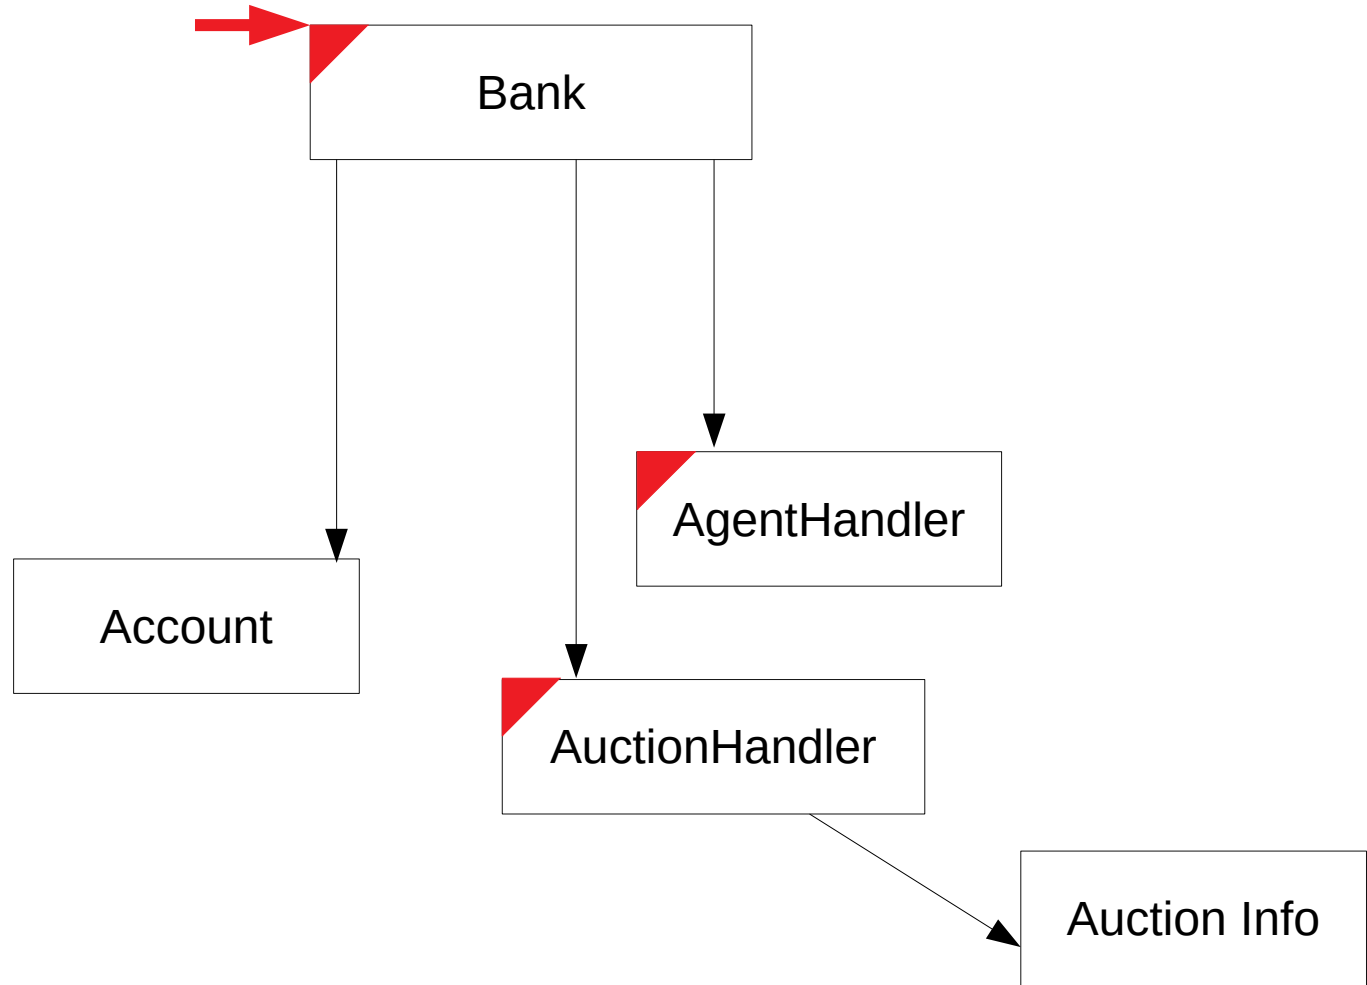 Bank
AgentHandler
Account
AuctionHandler
Auction Info